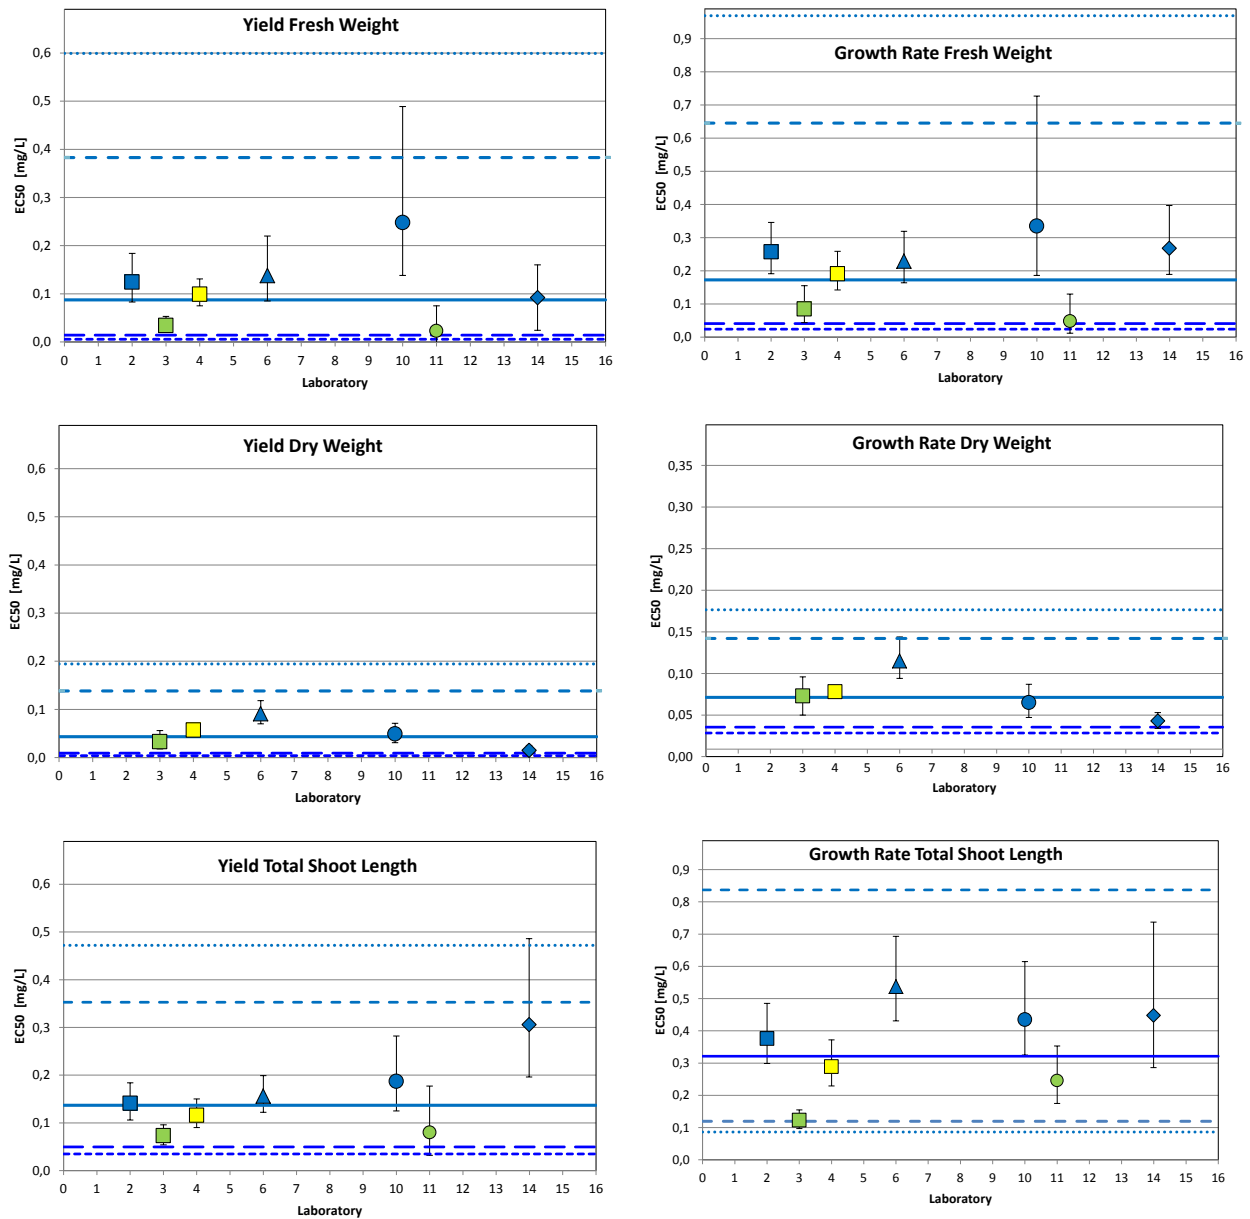 Yield Fresh Weight
EC50 [mg/L]
0,6
0,5
0,4
0,3
0,2
0,1
0,0
0 1 2 3 4 5 6 7 8 9 10 11 12 13 14 15 16
Laboratory
Growth Rate Fresh Weight
EC50 [mg/L]
0,9
0,8
0,7
0,6
0,5
0,4
0,3
0,2
0,1
0,0
0 1 2 3 4 5 6 7 8 9 10 11 12 13 14 15 16
Laboratory
Yield Dry Weight
EC50 [mg/L]
0,6
0,5
0,4
0,3
0,2
0,1
0,0
0 1 2 3 4 5 6 7 8 9 10 11 12 13 14 15 16
Laboratory
Growth Rate Dry Weight
EC50 [mg/L]
0,35
0,30
0,25
0,20
0,15
0,10
0,05
0,00
0 1 2 3 4 5 6 7 8 9 10 11 12 13 14 15 16
Laboratory
Yield Total Shoot Length
EC50 [mg/L]
0,6
0,5
0,4
0,3
0,2
0,1
0,0
0 1 2 3 4 5 6 7 8 9 10 11 12 13 14 15 16
Laboratory
Growth Rate Total Shoot Length
EC50 [mg/L]
0,9
0,8
0,7
0,6
0,5
0,4
0,3
0,2
0,1
0,0
0 1 2 3 4 5 6 7 8 9 10 11 12 13 14 15 16
Laboratory